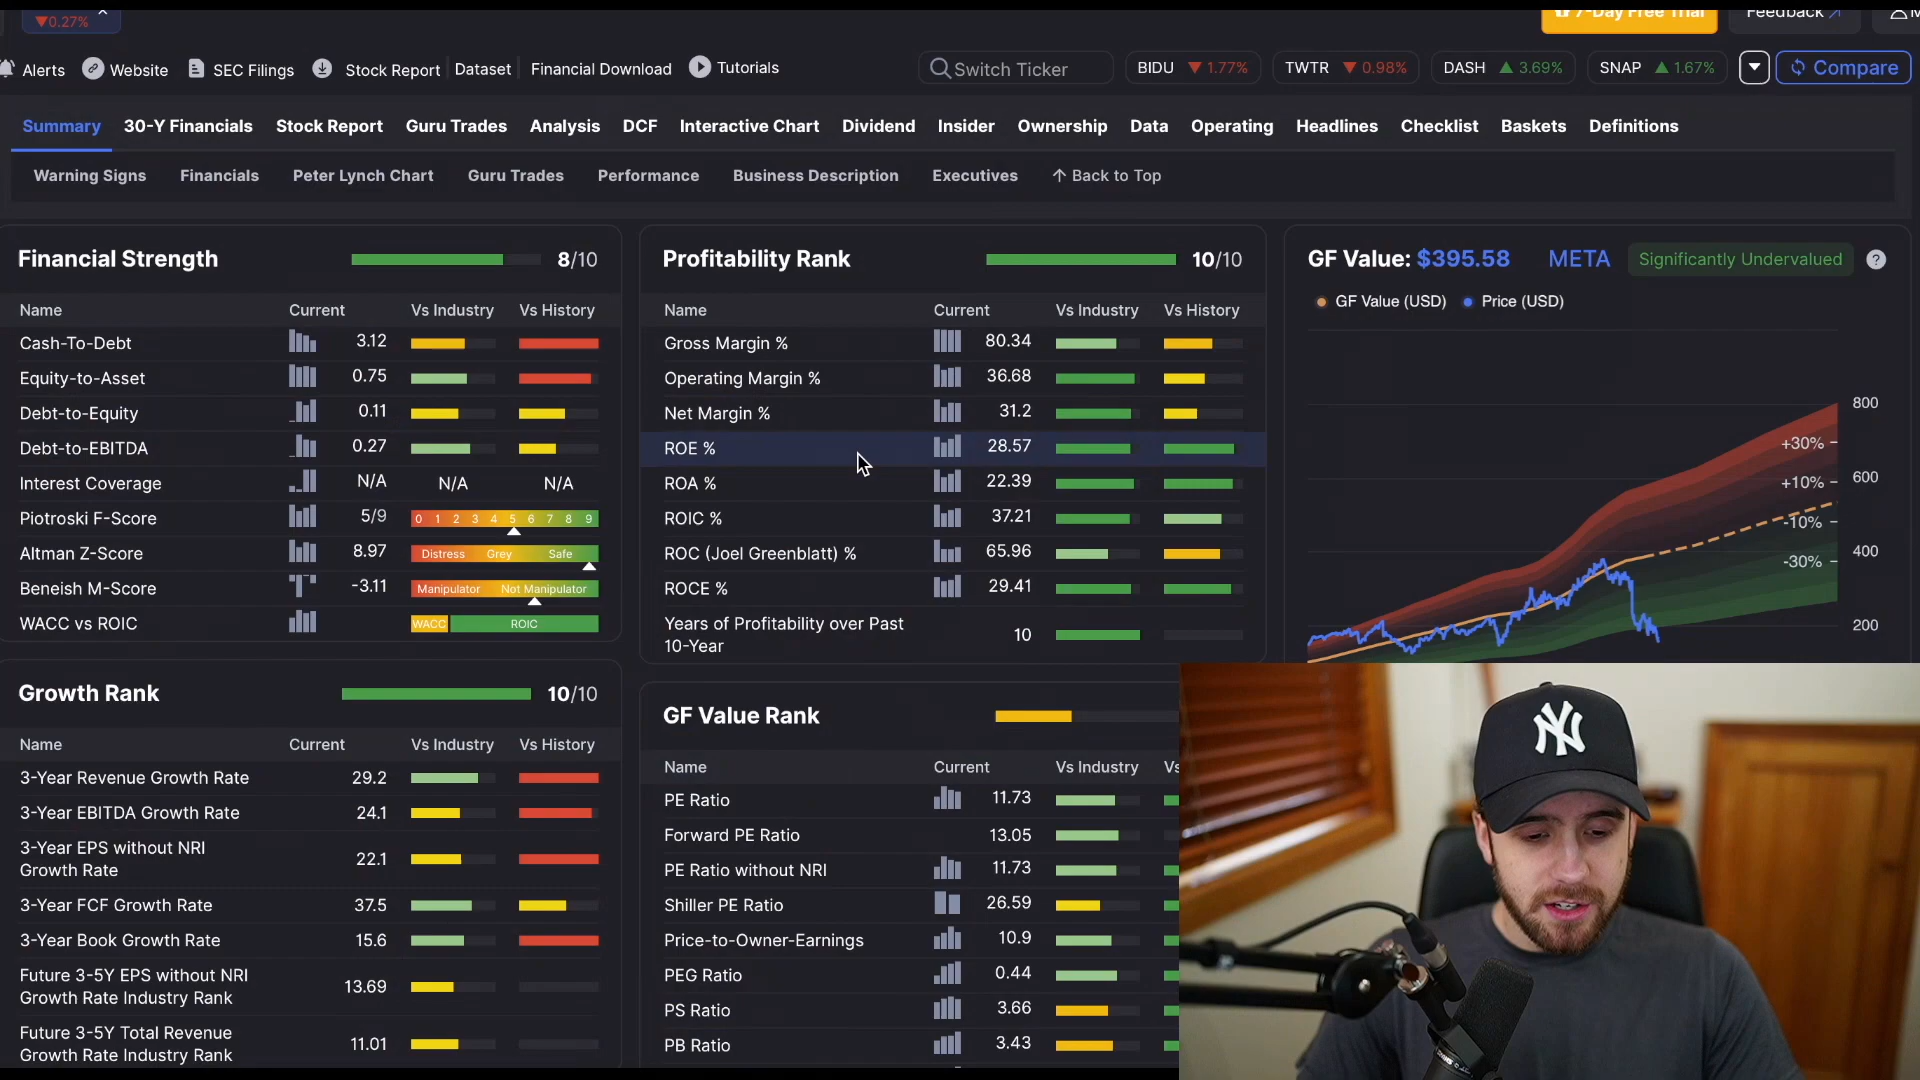 ▼0.27%
7-Day Free Trial Feedback
Alerts Website SEC Filings Stock Report Dataset Financial Download Tutorials Switch Ticker BIDU ▼ 1.77% TWTR ▼ 0.98% DASH ▲ 3.69% SNAP ▲ 1.67% Compare
Summary 30-Y Financials Stock Report Guru Trades Analysis DCF Interactive Chart Dividend Insider Ownership Data Operating Headlines Checklist Baskets Definitions
Warning Signs Financials Peter Lynch Chart Guru Trades Performance Business Description Executives ↑ Back to Top
Financial Strength 8/10
Name Current Vs Industry Vs History
Cash-To-Debt 3.12
Equity-to-Asset 0.75
Debt-to-Equity 0.11
Debt-to-EBITDA 0.27
Interest Coverage N/A N/A N/A
Piotroski F-Score 5/9 0 1 2 3 4 5 6 7 8 9
Altman Z-Score 8.97 Distress Grey Safe
Beneish M-Score -3.11 Manipulator Not Manipulator
WACC vs ROIC WACC ROIC
Profitability Rank 10/10
Name Current Vs Industry Vs History
Gross Margin % 80.34
Operating Margin % 36.68
Net Margin % 31.2
ROE % 28.57
ROA % 22.39
ROIC % 37.21
ROC (Joel Greenblatt) % 65.96
ROCE % 29.41
Years of Profitability over Past
10-Year 10
GF Value: $395.58 META Significantly Undervalued ?
GF Value (USD) Price (USD)
800
+30%
600
+10%
-10%
400
-30%
200
Growth Rank 10/10
Name Current Vs Industry Vs History
3-Year Revenue Growth Rate 29.2
3-Year EBITDA Growth Rate 24.1
3-Year EPS without NRI
Growth Rate 22.1
3-Year FCF Growth Rate 37.5
3-Year Book Growth Rate 15.6
Future 3-5Y EPS without NRI
Growth Rate Industry Rank 13.69
Future 3-5Y Total Revenue
Growth Rate Industry Rank 11.01
GF Value Rank
Name Current Vs Industry Vs
PE Ratio 11.73
Forward PE Ratio 13.05
PE Ratio without NRI 11.73
Shiller PE Ratio 26.59
Price-to-Owner-Earnings 10.9
PEG Ratio 0.44
PS Ratio 3.66
PB Ratio 3.43
NY